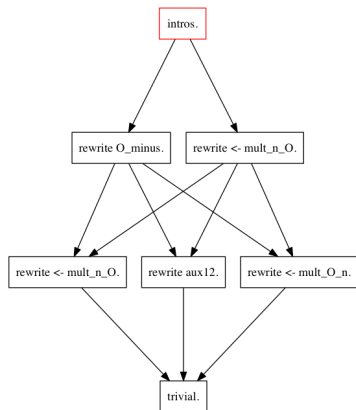 intros.
rewrite O_minus.
rewrite <- mult_n_O.
rewrite <- mult_n_O.
rewrite aux12.
rewrite <- mult_O_n.
trivial.